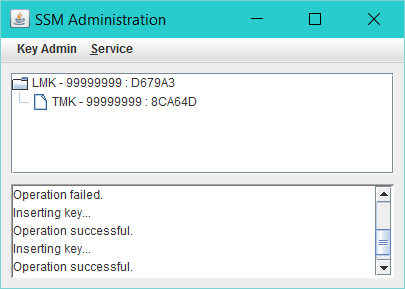 SSM Administration
Key Admin Service
LMK - 99999999 : D679A3
TMK - 99999999 : 8CA64D
Operation failed.
Inserting key...
Operation successful.
Inserting key...
Operation successful.